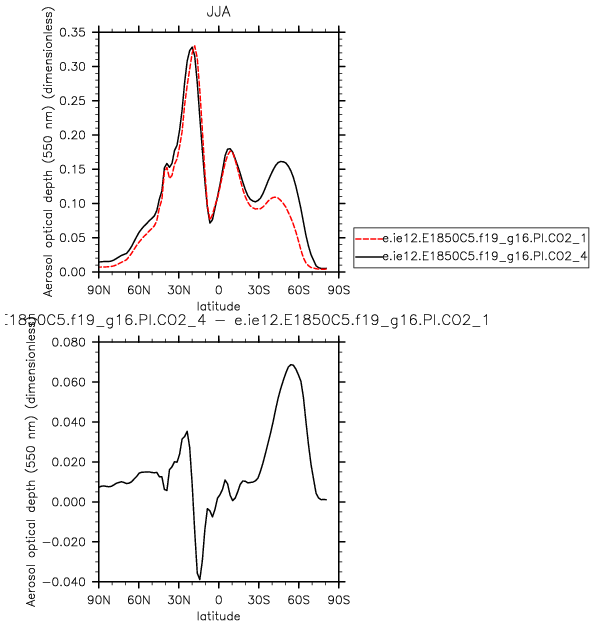 JJA
Aerosol optical depth (550 nm) (dimensionless)
0.35
0.30
0.25
0.20
0.15
0.10
0.05
0.00
90N 60N 30N 0 30S 60S 90S
latitude
e.ie12.E1850C5.f19_g16.PI.CO2_1
e.ie12.E1850C5.f19_g16.PI.CO2_4
1850C5.f19_g16.PI.CO2_4 − e.ie12.E1850C5.f19_g16.PI.CO2_1
Aerosol optical depth (550 nm) (dimensionless)
0.080
0.060
0.040
0.020
0.000
−0.020
−0.040
90N 60N 30N 0 30S 60S 90S
latitude